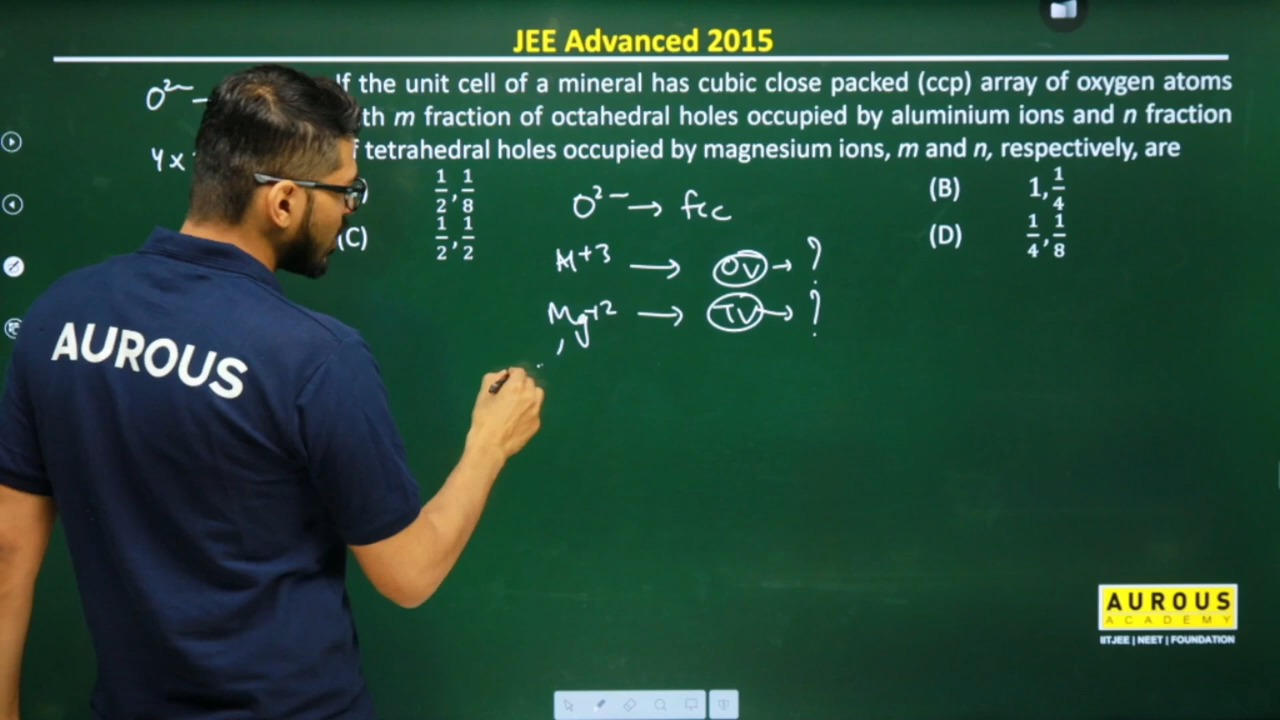 JEE Advanced 2015
O²⁻ –
If the unit cell of a mineral has cubic close packed (ccp) array of oxygen atoms
th m fraction of octahedral holes occupied by aluminium ions and n fraction
4 ×
f tetrahedral holes occupied by magnesium ions, m and n, respectively, are
) 1/2, 1/8 (B) 1, 1/4
(C) 1/2, 1/2 (D) 1/4, 1/8
O²⁻ → fcc
Al+3 → OV → ?
Mg+2 → TV → ?
AUROUS
AUROUS
ACADEMY
IITJEE | NEET | FOUNDATION